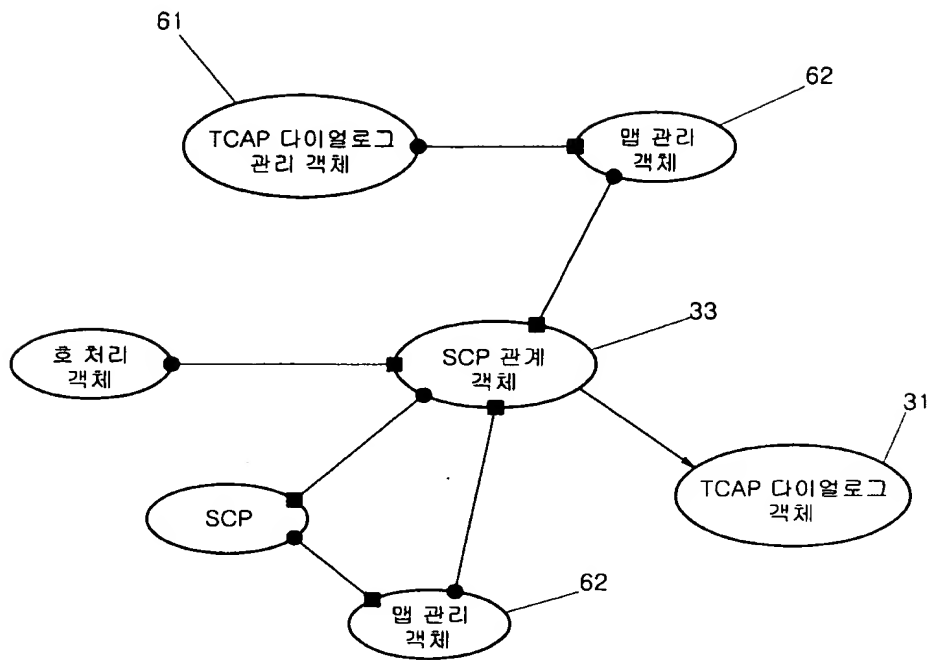 61
62
TCAP 다이얼로그
관리 객체
맵 관리
객체
33
호 처리
객체
SCP 관계
객체
31
TCAP 다이얼로그
객체
SCP
62
맵 관리
객체